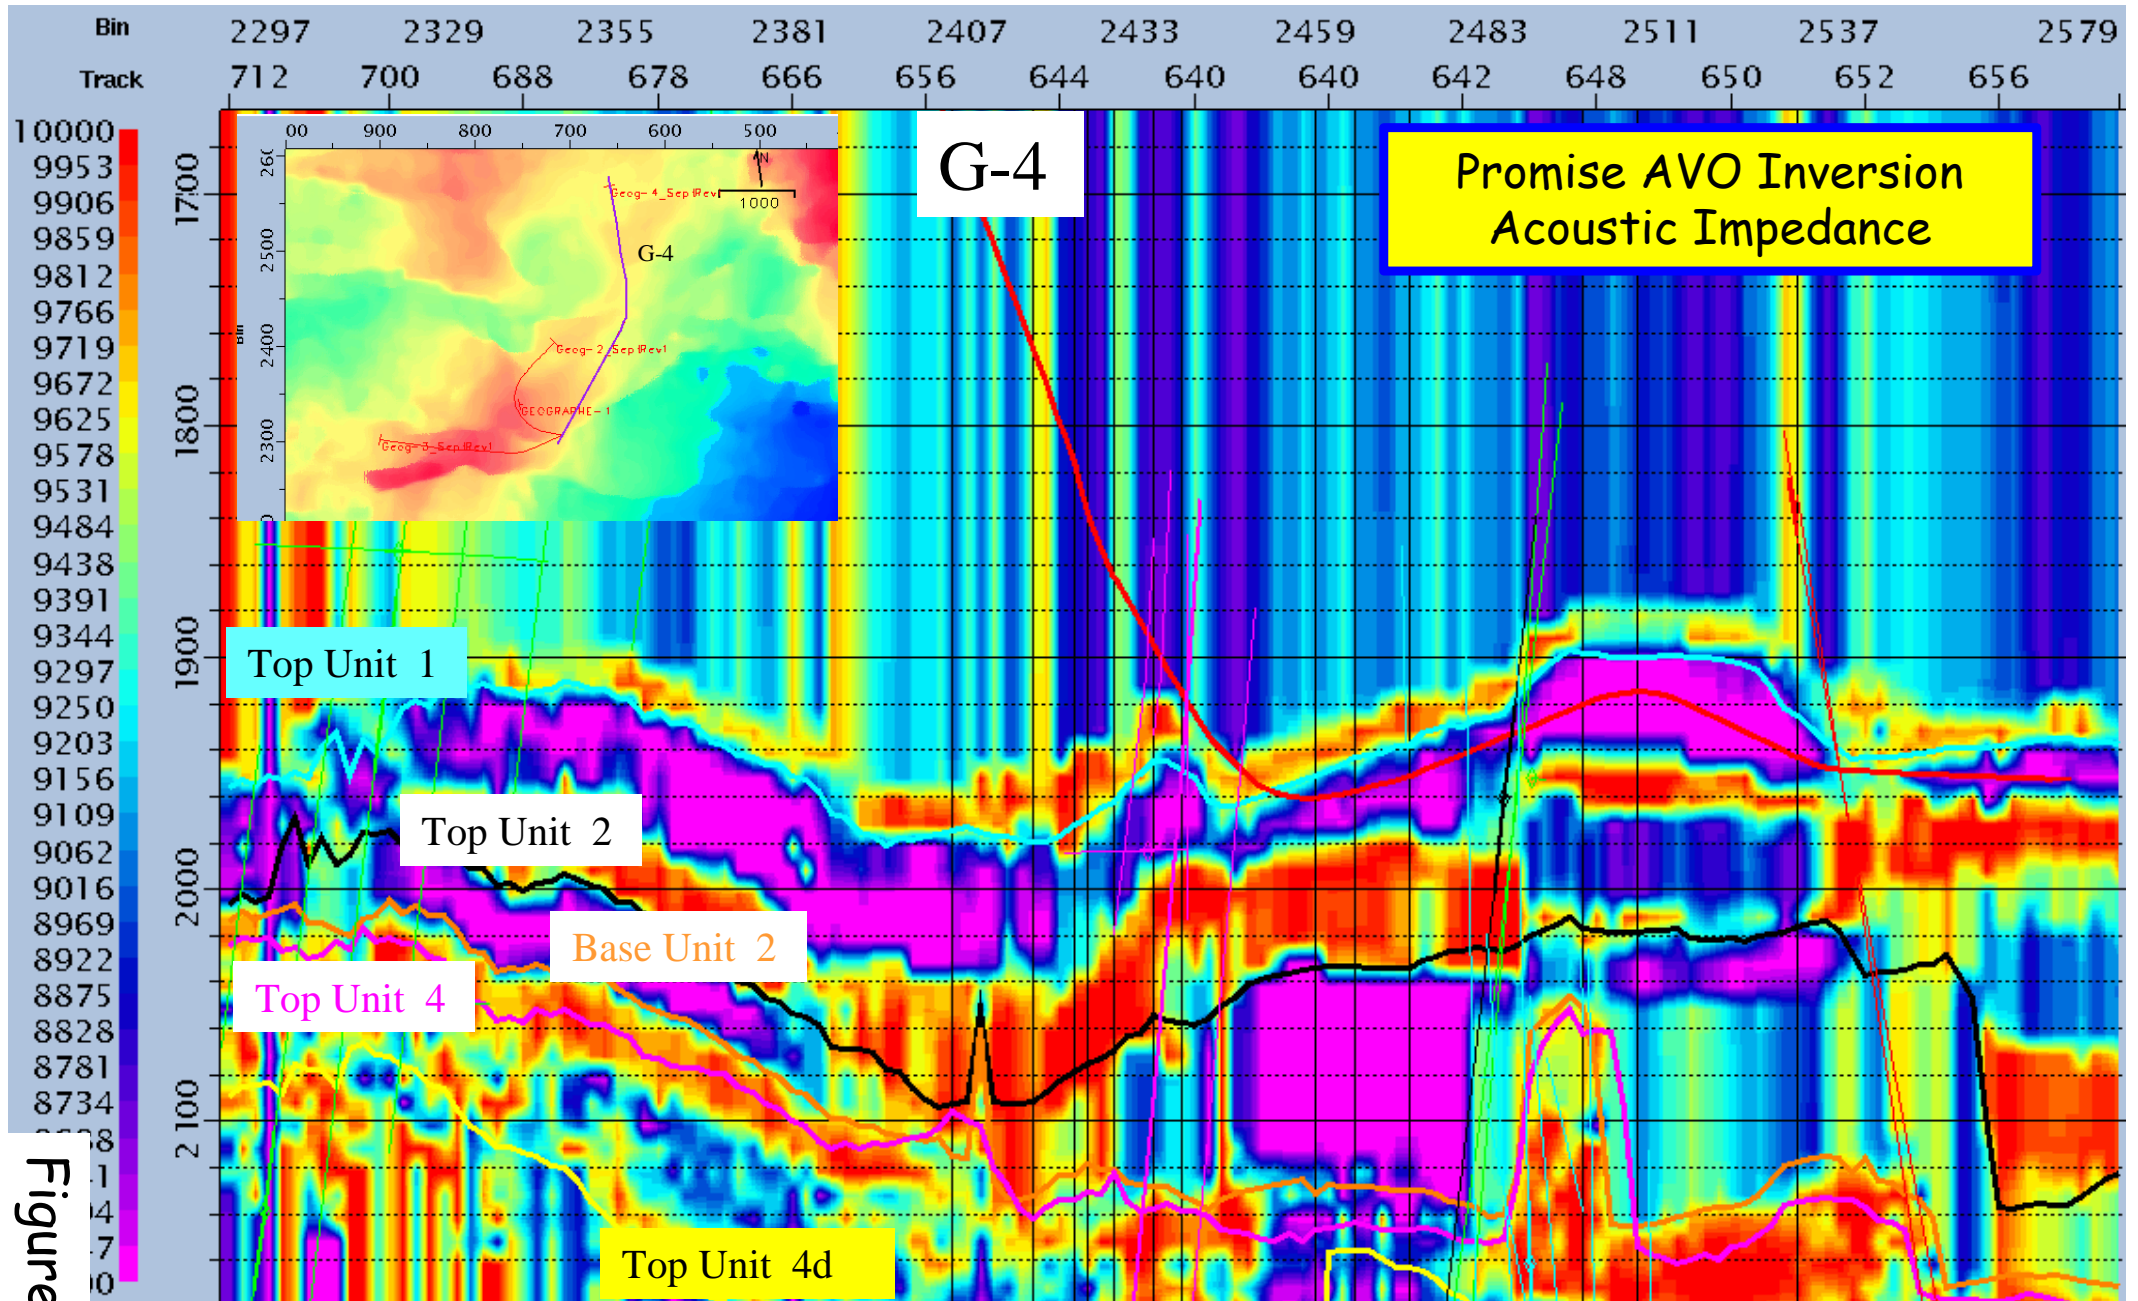 Bin 2297 2329 2355 2381 2407 2433 2459 2483 2511 2537 2579
Track 712 700 688 678 666 656 644 640 640 642 648 650 652 656
10000
9953
9906
9859
9812
9766
9719
9672
9625
9578
9531
9484
9438
9391
9344
9297
9250
9203
9156
9109
9062
9016
8969
8922
8875
8828
8781
8734
1700
1800
1900
2000
2100
00 900 800 700 600 500
2500
2400
2300
Bin
N
1000
Geog-4_SeptRev
G-4
Geog-2_SeptRev1
GEOGRAPHE-1
Geog-3_SeptRev1
G-4
Promise AVO Inversion
Acoustic Impedance
Top Unit 1
Top Unit 2
Base Unit 2
Top Unit 4
Top Unit 4d
Figure